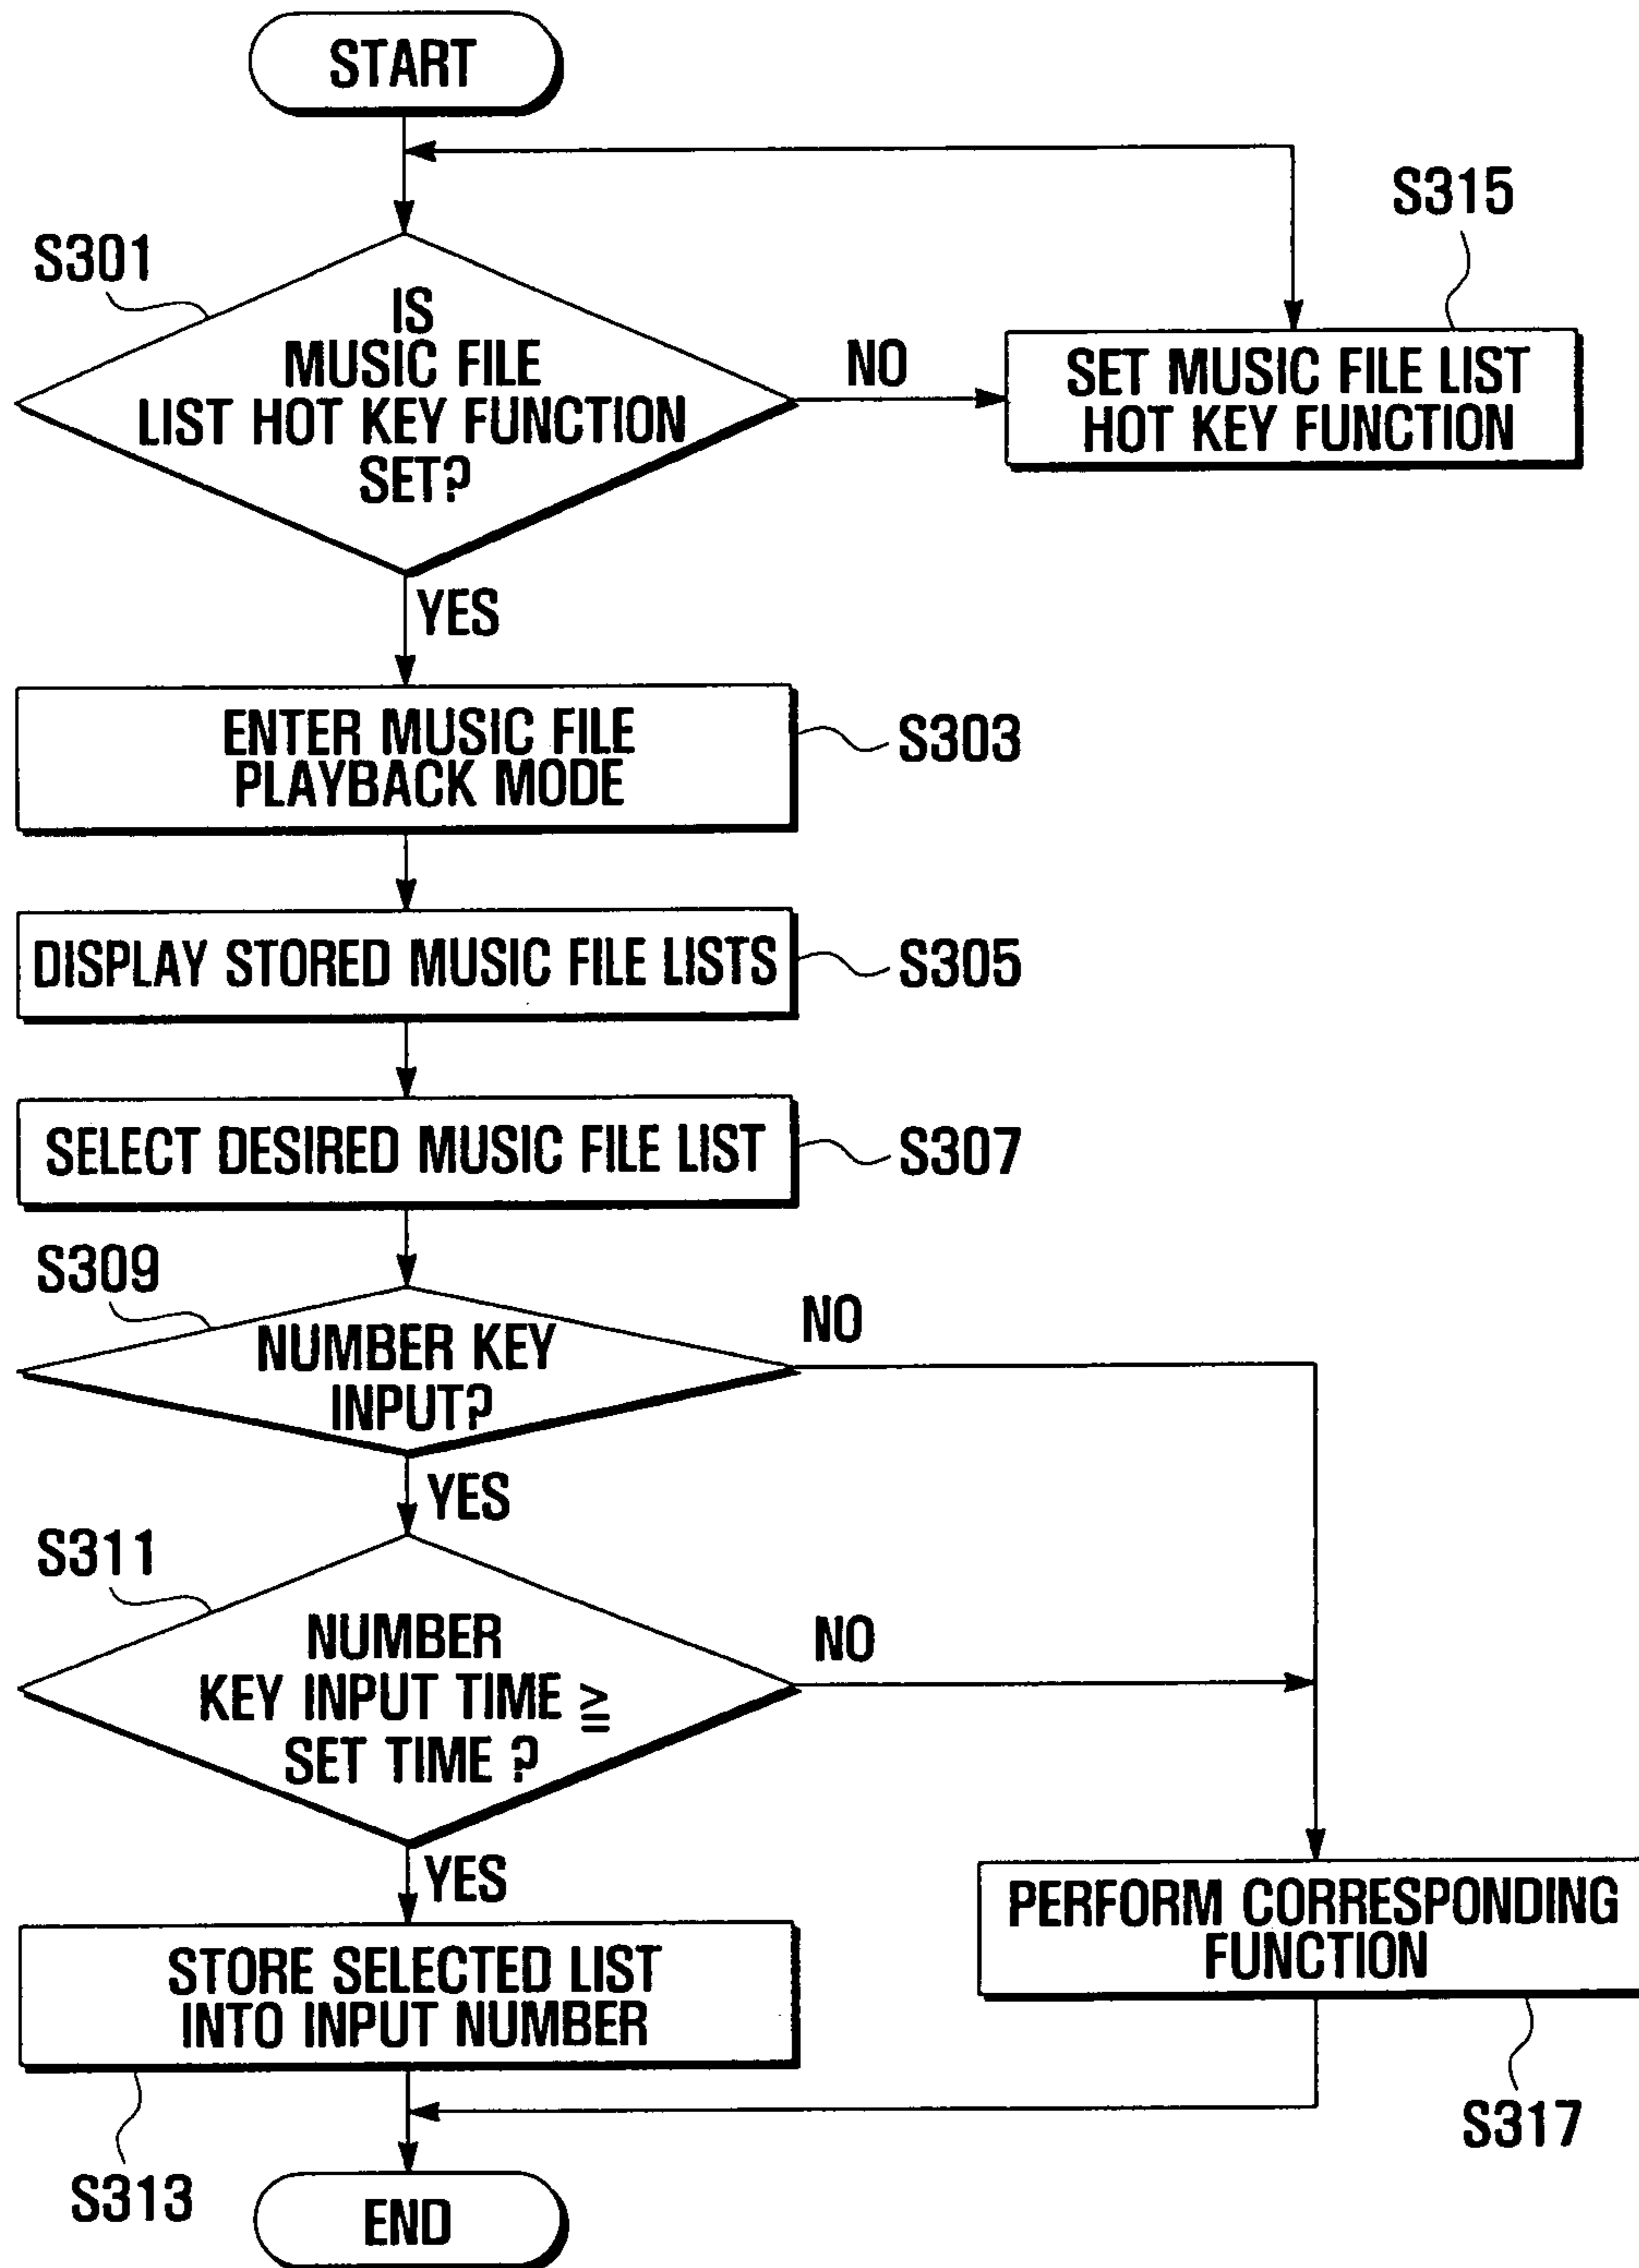 START
S315
S301
IS
MUSIC FILE
LIST HOT KEY FUNCTION
SET?
NO
SET MUSIC FILE LIST
HOT KEY FUNCTION
YES
ENTER MUSIC FILE
PLAYBACK MODE
S303
DISPLAY STORED MUSIC FILE LISTS
S305
SELECT DESIRED MUSIC FILE LIST
S307
S309
NUMBER KEY
INPUT?
NO
YES
S311
NUMBER
KEY INPUT TIME ≧
SET TIME ?
NO
YES
STORE SELECTED LIST
INTO INPUT NUMBER
PERFORM CORRESPONDING
FUNCTION
S313
S317
END